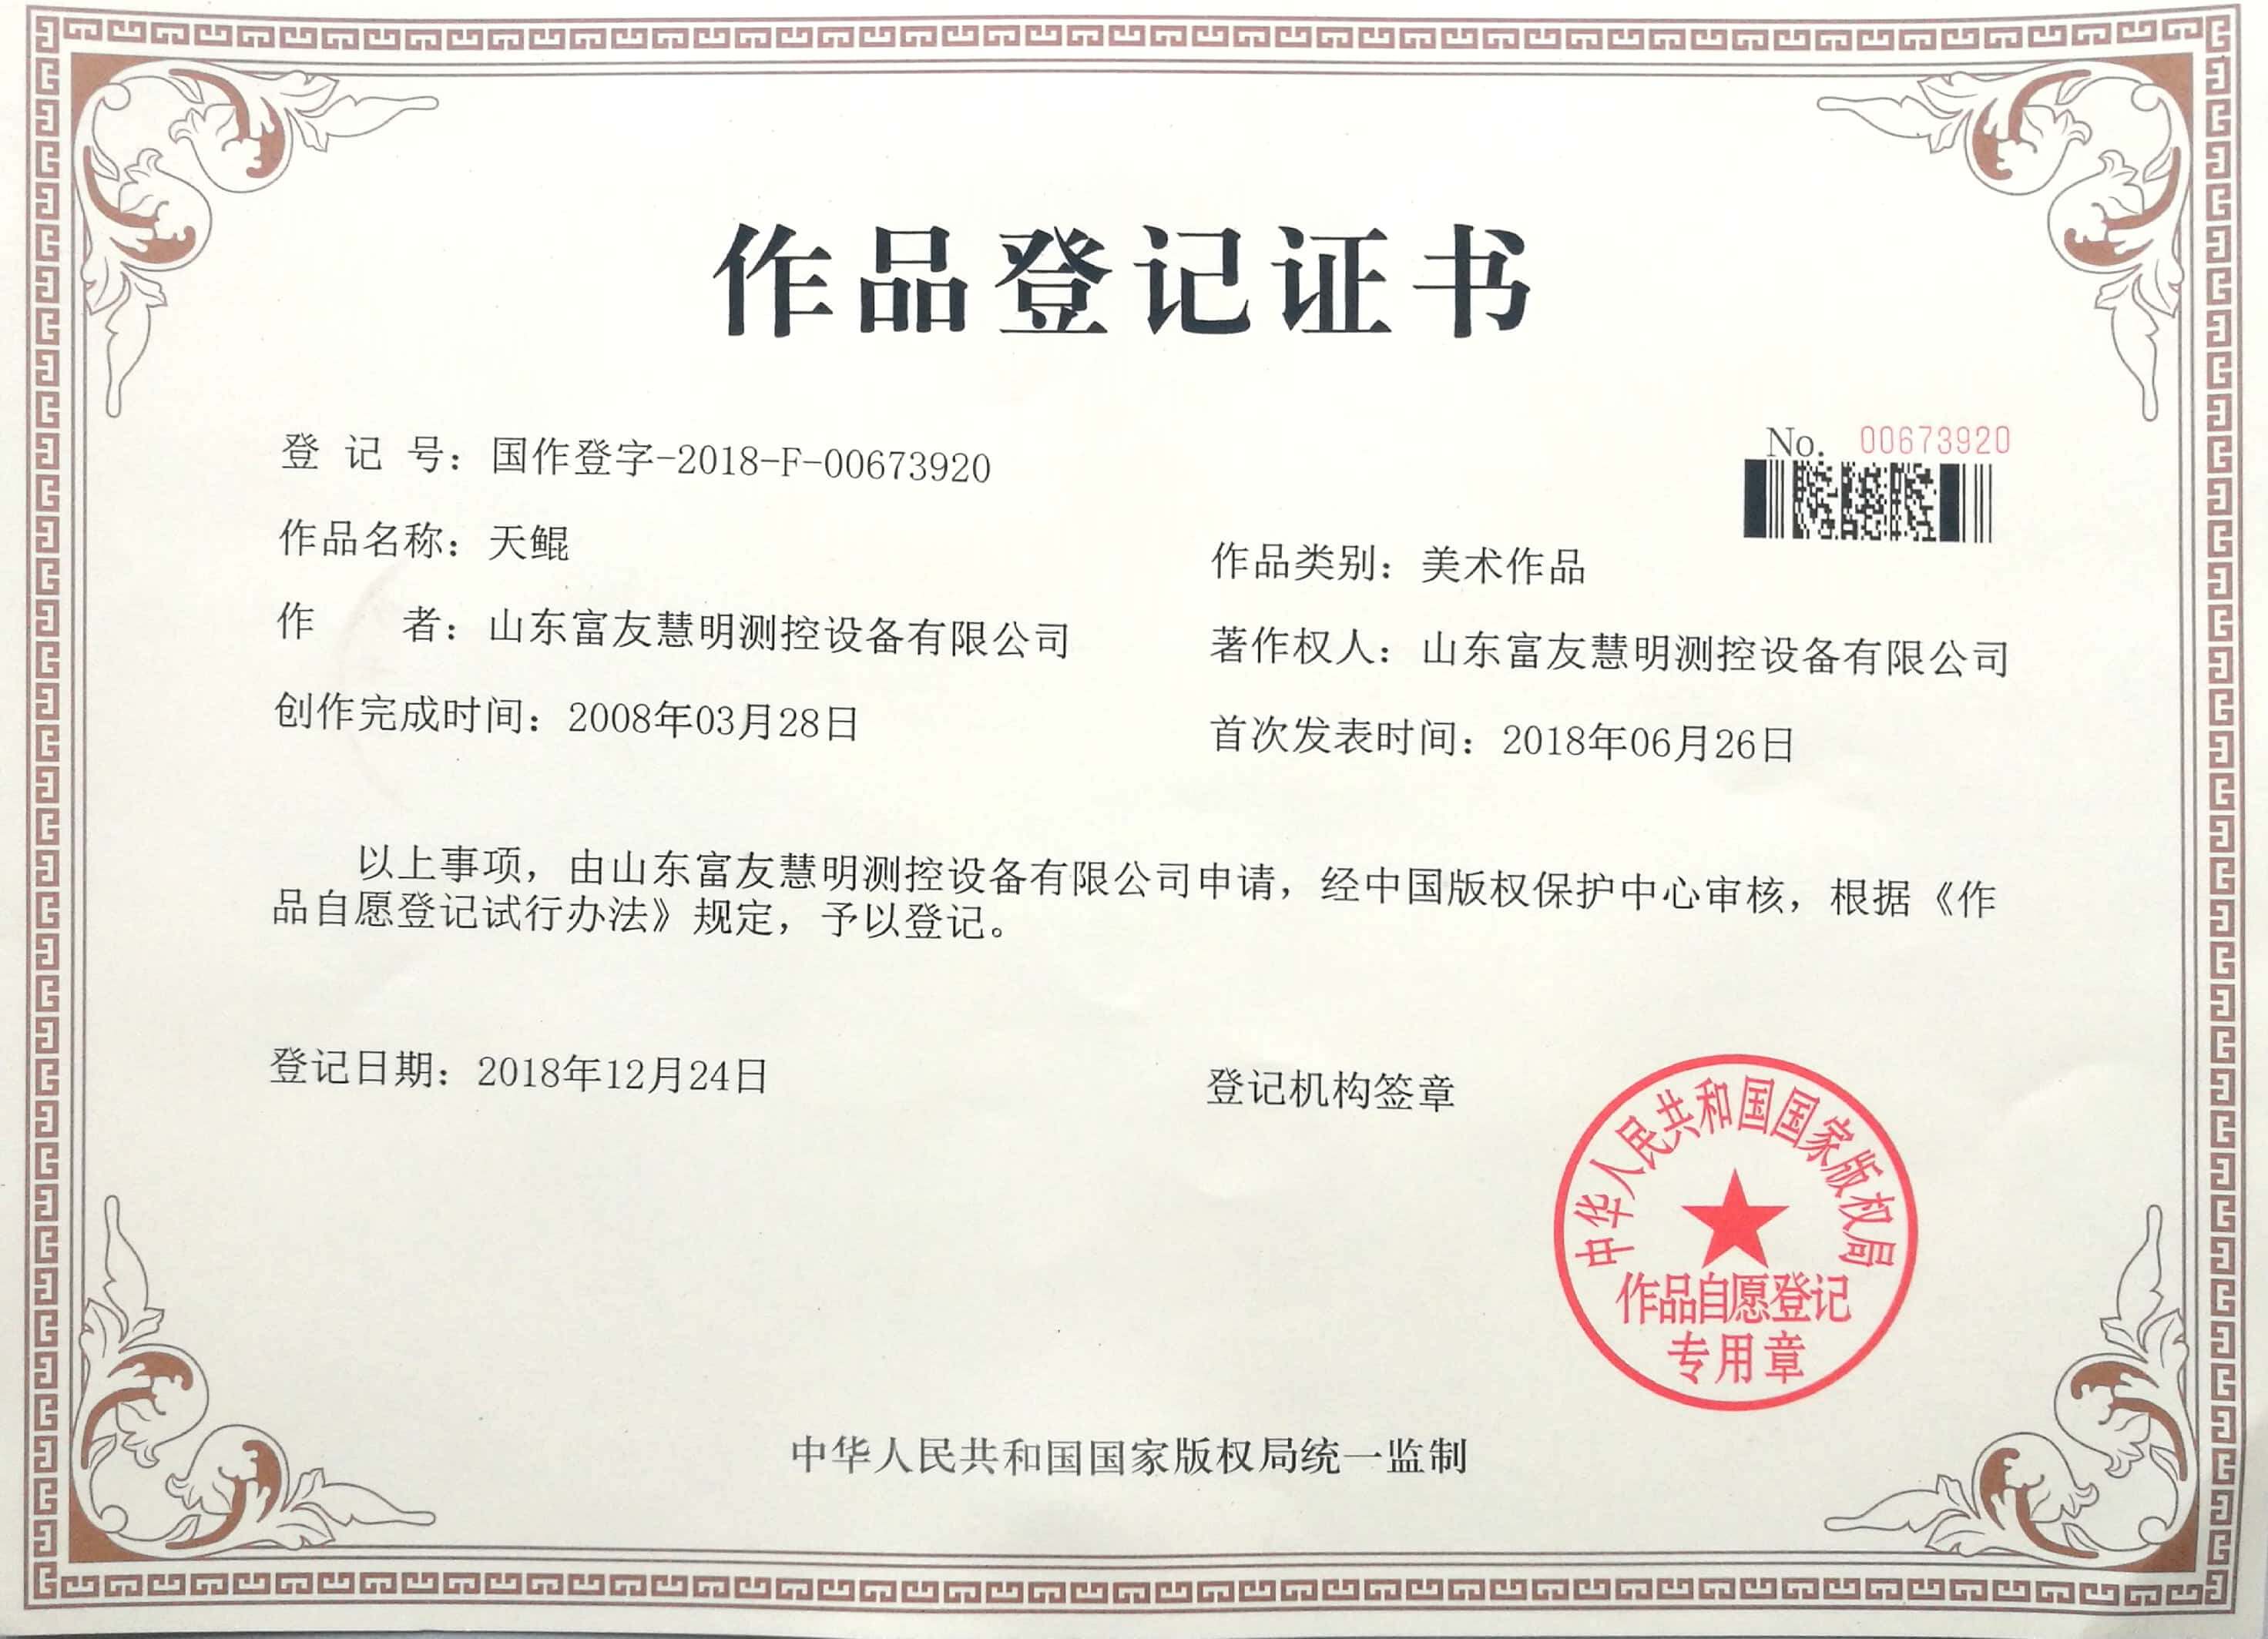 作品登记证书
No. 00673920
登 记 号：国作登字-2018-F-00673920
作品名称：天鲲
作品类别：美术作品
作 者：山东富友慧明测控设备有限公司
著作权人：山东富友慧明测控设备有限公司
创作完成时间：2008年03月28日
首次发表时间：2018年06月26日
以上事项，由山东富友慧明测控设备有限公司申请，经中国版权保护中心审核，根据《作
品自愿登记试行办法》规定，予以登记。
登记日期：2018年12月24日
登记机构签章
中华人民共和国国家版权局
作品自愿登记
专用章
中华人民共和国国家版权局统一监制